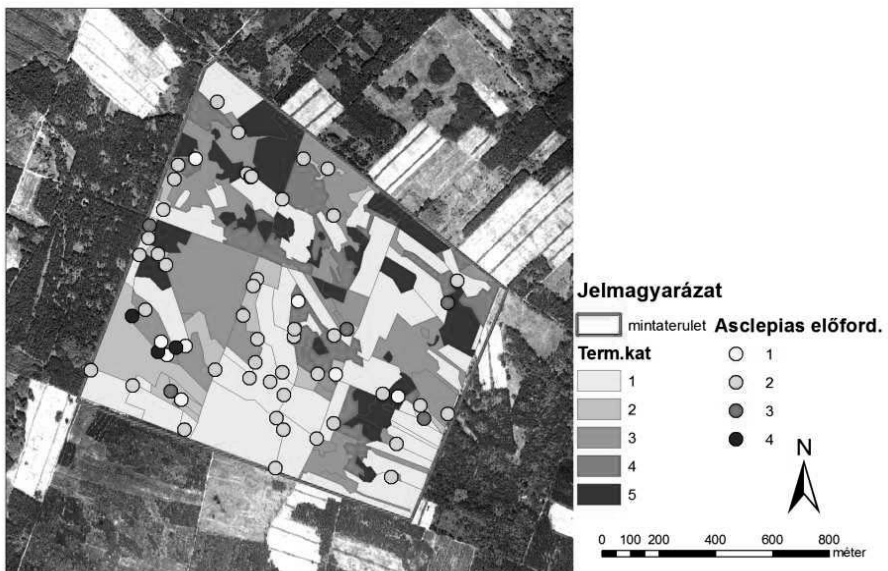 Jelmagyarázat
mintaterulet
Term.kat
1
2
3
4
5
Asclepias előford.
1
2
3
4
N
0 100 200 400 600 800
méter